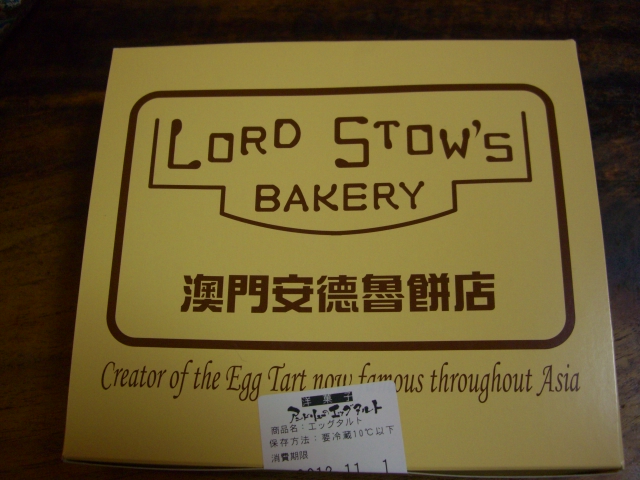 LORD STOW'S
BAKERY
澳門安德魯餅店
Creator of the Egg Tart now famous throughout Asia
洋菓子
アンドリューのエッグタルト
商品名：エッグタルト
保存方法：要冷蔵10℃以下
消費期限
2012.11. 1